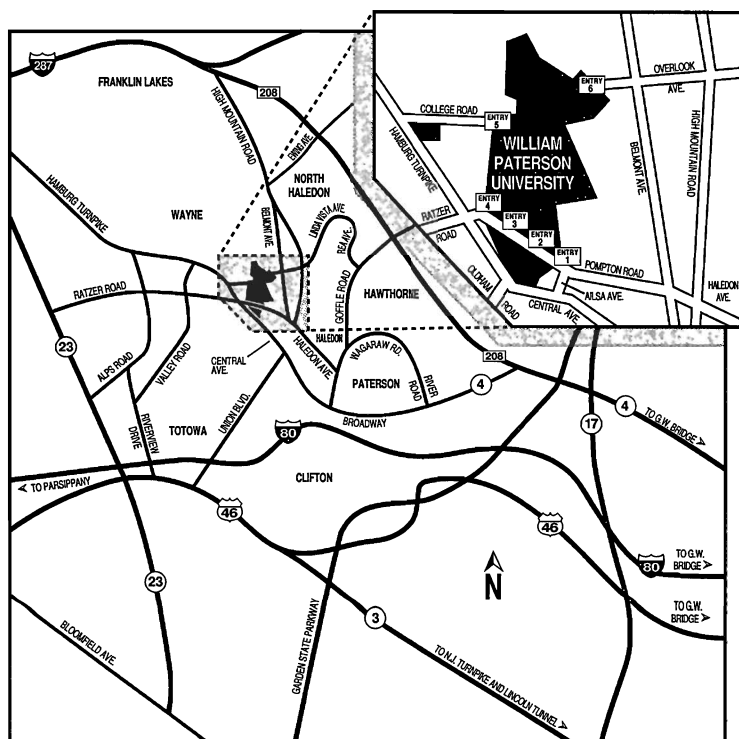 287
FRANKLIN LAKES
208
HIGH MOUNTAIN ROAD
EWING AVE.
NORTH
HALEDON
HAMBURG TURNPIKE
WAYNE
BELMONT AVE.
LINDA VISTA AVE.
REA AVE.
RATZER ROAD
GOFFLE ROAD
HAWTHORNE
HALEDON
HALEDON AVE.
WAGARAW RD.
PATERSON
RIVER
ROAD
208
4
23
ALPS ROAD
VALLEY ROAD
CENTRAL
AVE.
RIVERVIEW
DRIVE
TOTOWA
UNION BLVD.
BROADWAY
80
CLIFTON
17
4
TO G.W. BRIDGE
TO PARSIPPANY
46
46
80
TO G.W.
BRIDGE
TO G.W.
BRIDGE
N
23
3
BLOOMFIELD AVE.
GARDEN STATE PARKWAY
TO N.J. TURNPIKE AND LINCOLN TUNNEL
OVERLOOK
AVE.
ENTRY
6
COLLEGE ROAD
ENTRY
5
HAMBURG TURNPIKE
WILLIAM
PATERSON
UNIVERSITY
BELMONT AVE.
HIGH MOUNTAIN ROAD
ENTRY
4
ENTRY
3
ENTRY
2
ENTRY
1
RATZER
ROAD
POMPTON ROAD
OLDHAM
ROAD
AILSA AVE.
CENTRAL AVE.
HALEDON
AVE.